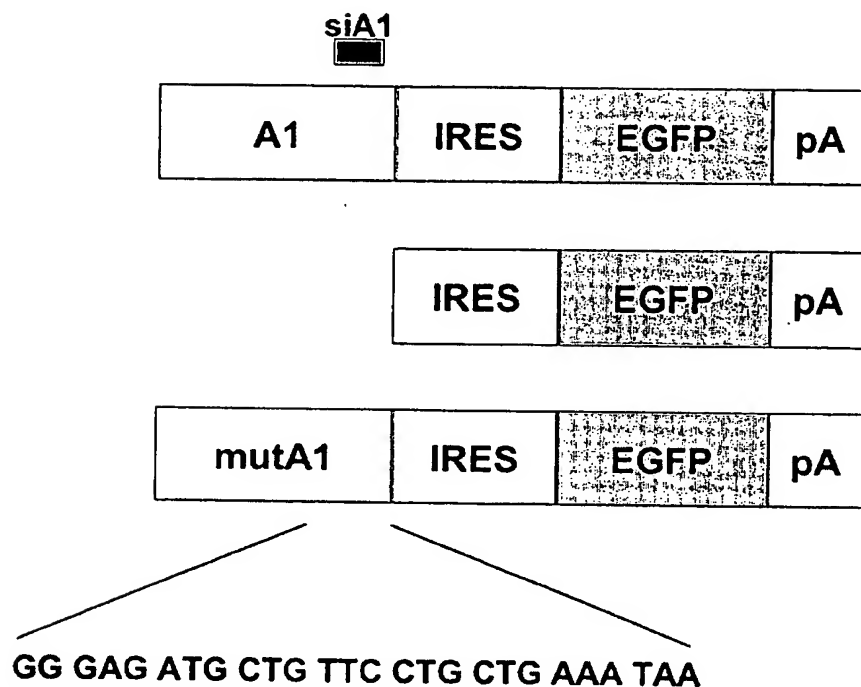 siA1
A1 IRES EGFP pA
IRES EGFP pA
mutA1 IRES EGFP pA
GG GAG ATG CTG TTC CTG CTG AAA TAA